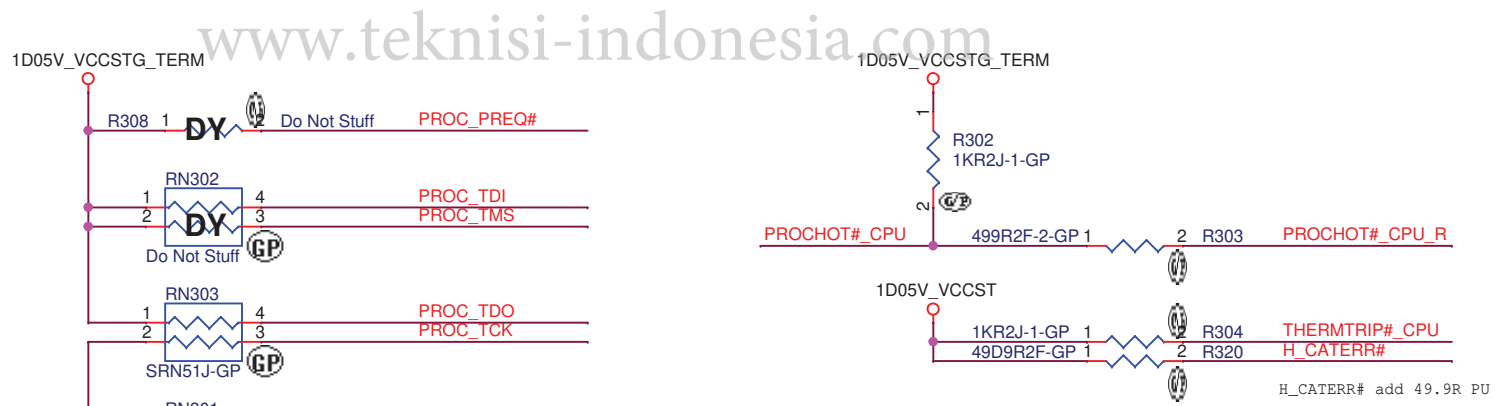 www.teknisi-indonesia.com
1D05V_VCCSTG_TERM
R308 1 DY 2 Do Not Stuff PROC_PREQ#
RN302
1 4 PROC_TDI
2 DY 3 PROC_TMS
Do Not Stuff GP
RN303
1 4 PROC_TDO
2 3 PROC_TCK
SRN51J-GP GP
1D05V_VCCSTG_TERM
1
R302
1KR2J-1-GP
2 GP
PROCHOT#_CPU 499R2F-2-GP 1 2 R303 PROCHOT#_CPU_R
1D05V_VCCST
1KR2J-1-GP 1 2 R304 THERMTRIP#_CPU
49D9R2F-GP 1 2 R320 H_CATERR#
H_CATERR# add 49.9R PU